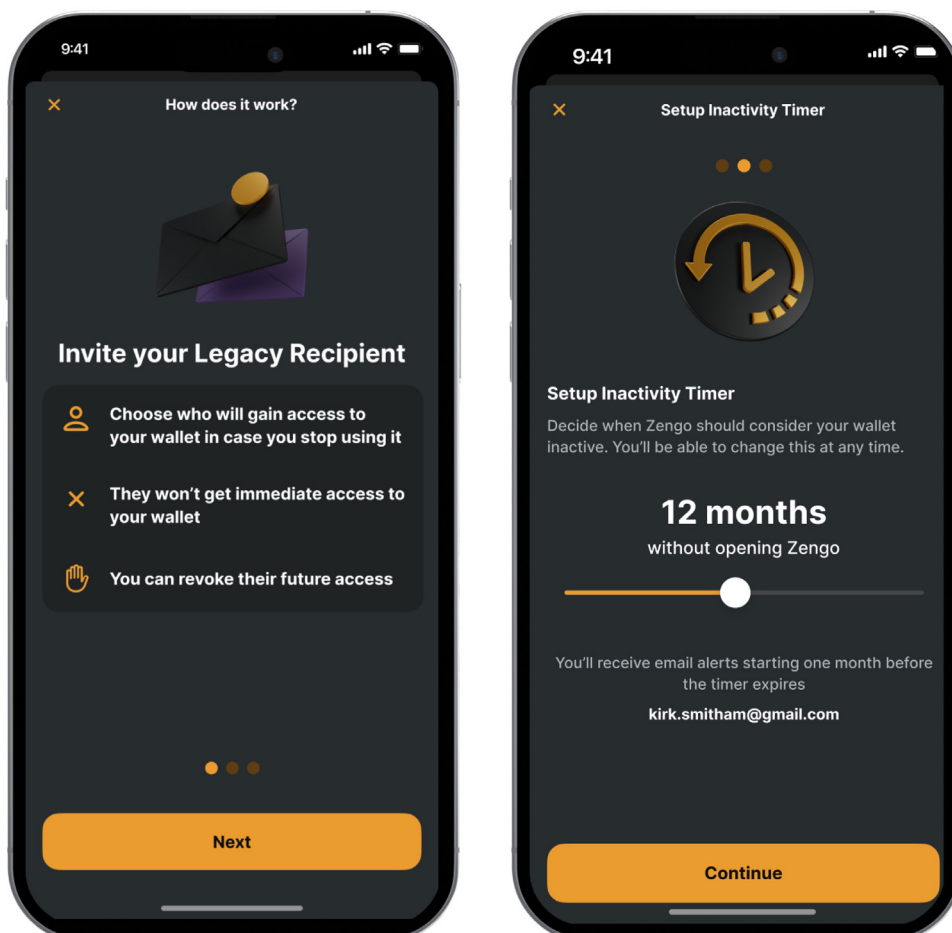 9:41
How does it work?
Invite your Legacy Recipient
Choose who will gain access to
your wallet in case you stop using it
They won’t get immediate access to
your wallet
You can revoke their future access
Next
9:41
Setup Inactivity Timer
Setup Inactivity Timer
Decide when Zengo should consider your wallet
inactive. You’ll be able to change this at any time.
12 months
without opening Zengo
You’ll receive email alerts starting one month before
the timer expires
kirk.smitham@gmail.com
Continue